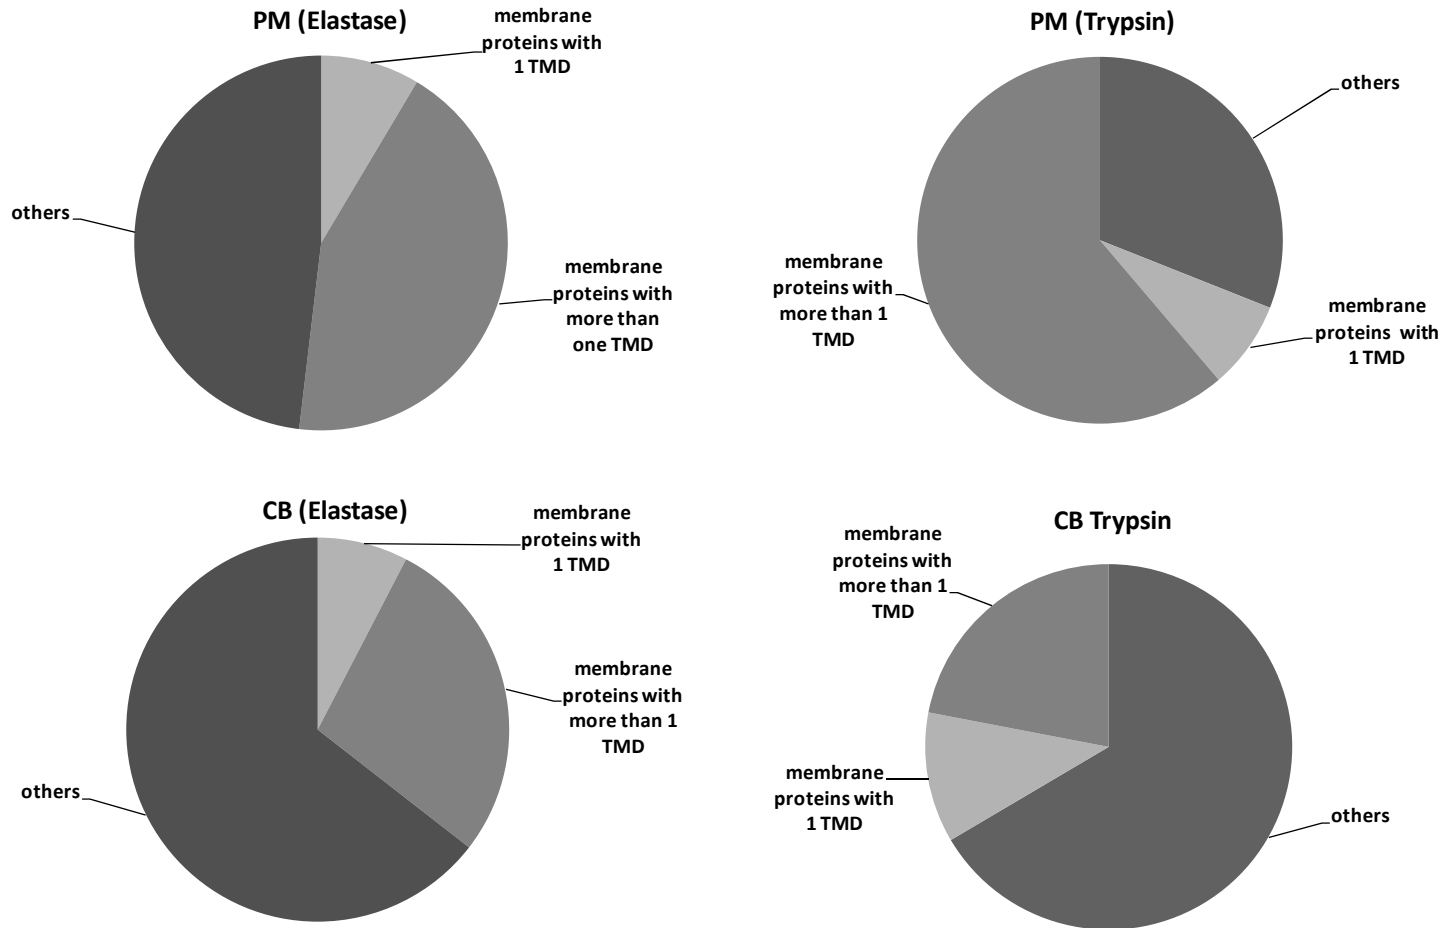 PM (Elastase)
membrane
proteins with
1 TMD
others
membrane
proteins with
more than
one TMD
PM (Trypsin)
others
membrane
proteins with
more than 1
TMD
membrane
proteins with
1 TMD
CB (Elastase)
membrane
proteins with
1 TMD
membrane
proteins with
more than 1
TMD
others
CB Trypsin
membrane
proteins with
more than 1
TMD
membrane
proteins with
1 TMD
others